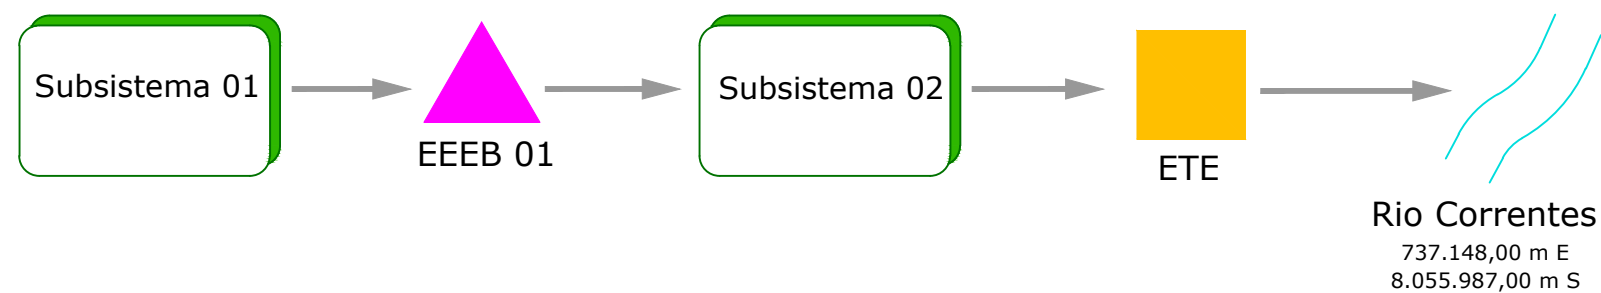 Subsistema 01
EEEB 01
Subsistema 02
ETE
Rio Correntes
737.148,00 m E
8.055.987,00 m S